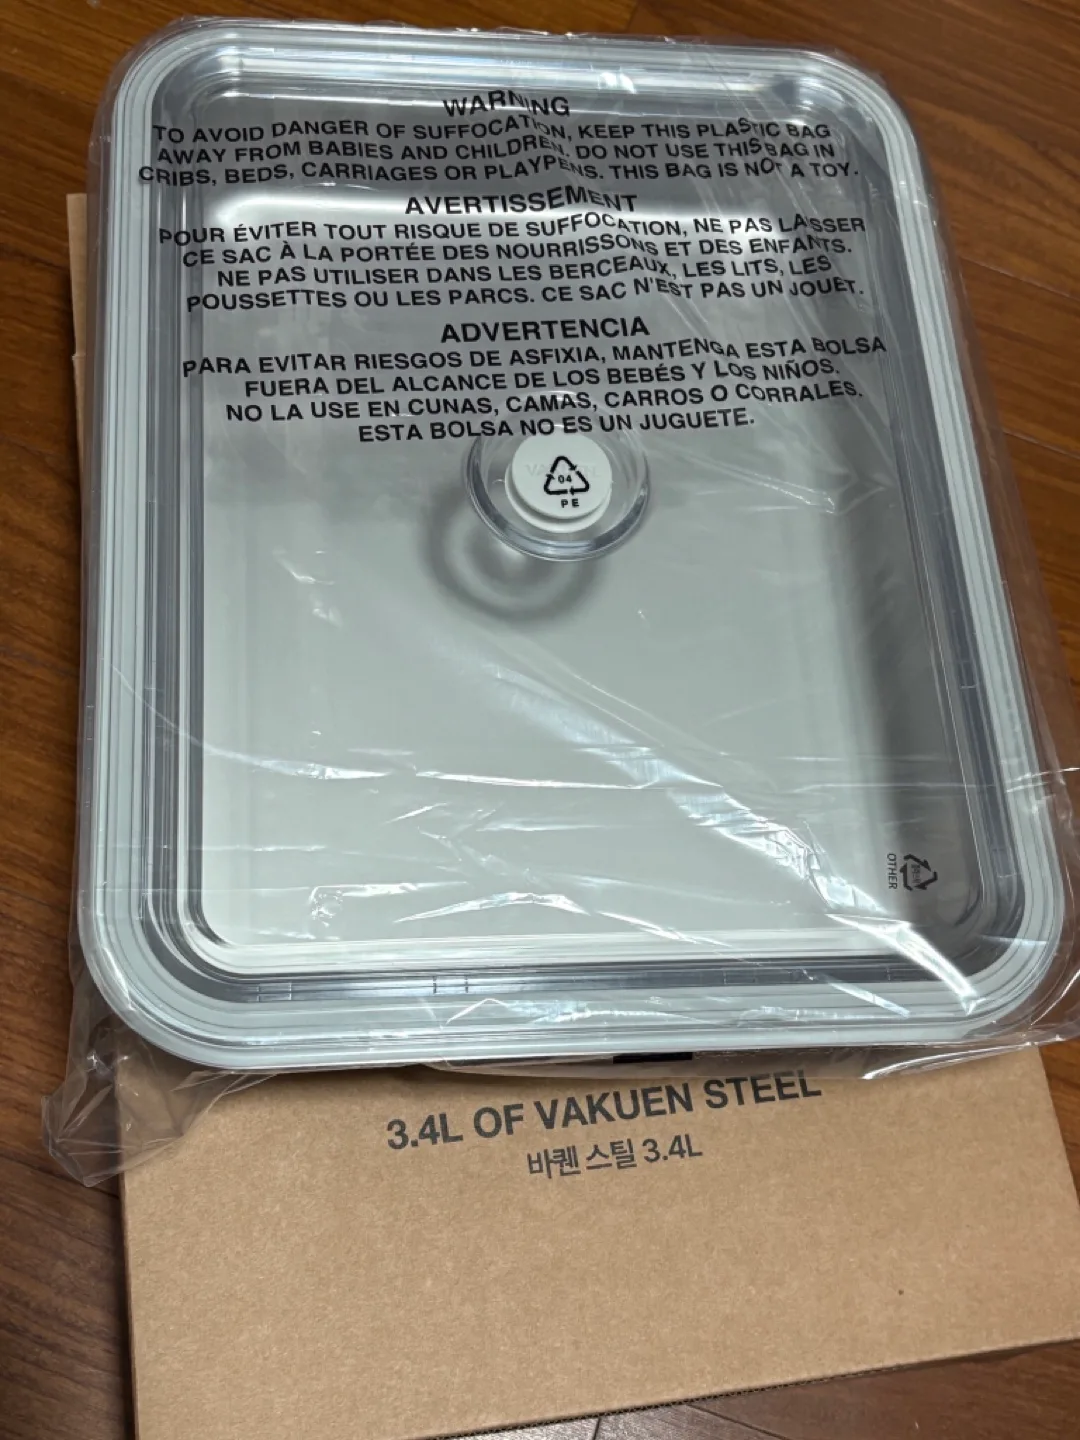 WARNING
TO AVOID DANGER OF SUFFOCATION, KEEP THIS PLASTIC BAG
AWAY FROM BABIES AND CHILDREN. DO NOT USE THIS BAG IN
CRIBS, BEDS, CARRIAGES OR PLAYPENS. THIS BAG IS NOT A TOY.
AVERTISSEMENT
POUR ÉVITER TOUT RISQUE DE SUFFOCATION, NE PAS LAISSER
CE SAC À LA PORTÉE DES NOURRISSONS ET DES ENFANTS.
NE PAS UTILISER DANS LES BERCEAUX, LES LITS, LES
POUSSETTES OU LES PARCS. CE SAC N'EST PAS UN JOUET.
ADVERTENCIA
PARA EVITAR RIESGOS DE ASFIXIA, MANTENGA ESTA BOLSA
FUERA DEL ALCANCE DE LOS BEBÉS Y LOS NIÑOS.
NO LA USE EN CUNAS, CAMAS, CARROS O CORRALES.
ESTA BOLSA NO ES UN JUGUETE.
VAKUEN
04
PE
OTHER
3.4L OF VAKUEN STEEL
바퀜 스틸 3.4L